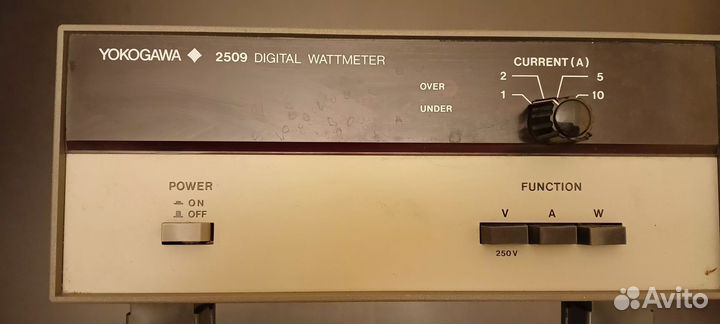 YOKOGAWA ◆ 2509 DIGITAL WATTMETER
CURRENT (A)
2 5
1 10
OVER
UNDER
POWER
ON
OFF
FUNCTION
V A W
250V
Avito